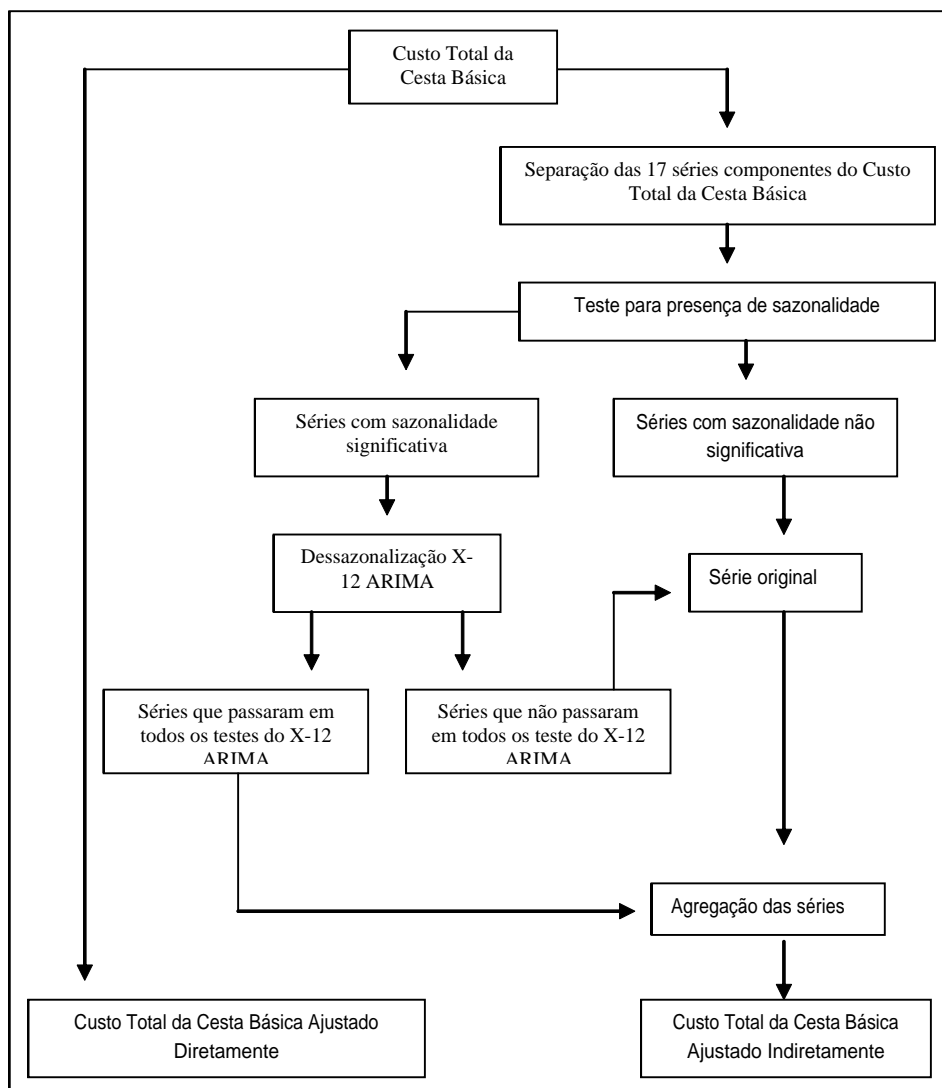 Custo Total da
Cesta Básica
Separação das 17 séries componentes do Custo
Total da Cesta Básica
Teste para presença de sazonalidade
Séries com sazonalidade
significativa
Séries com sazonalidade não
significativa
Dessazonalização X-
12 ARIMA
Série original
Séries que passaram em
todos os testes do X-12
ARIMA
Séries que não passaram
em todos os teste do X-12
ARIMA
Agregação das séries
Custo Total da Cesta Básica Ajustado
Diretamente
Custo Total da Cesta Básica
Ajustado Indiretamente